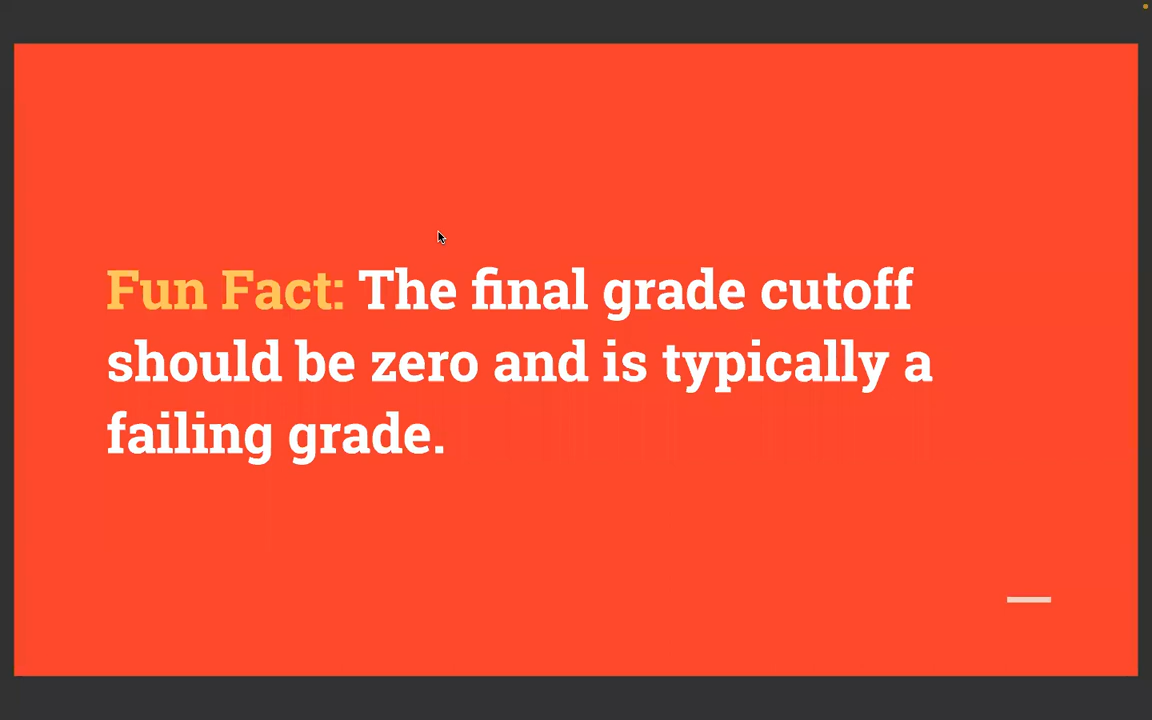 Fun Fact: The final grade cutoff
should be zero and is typically a
failing grade.